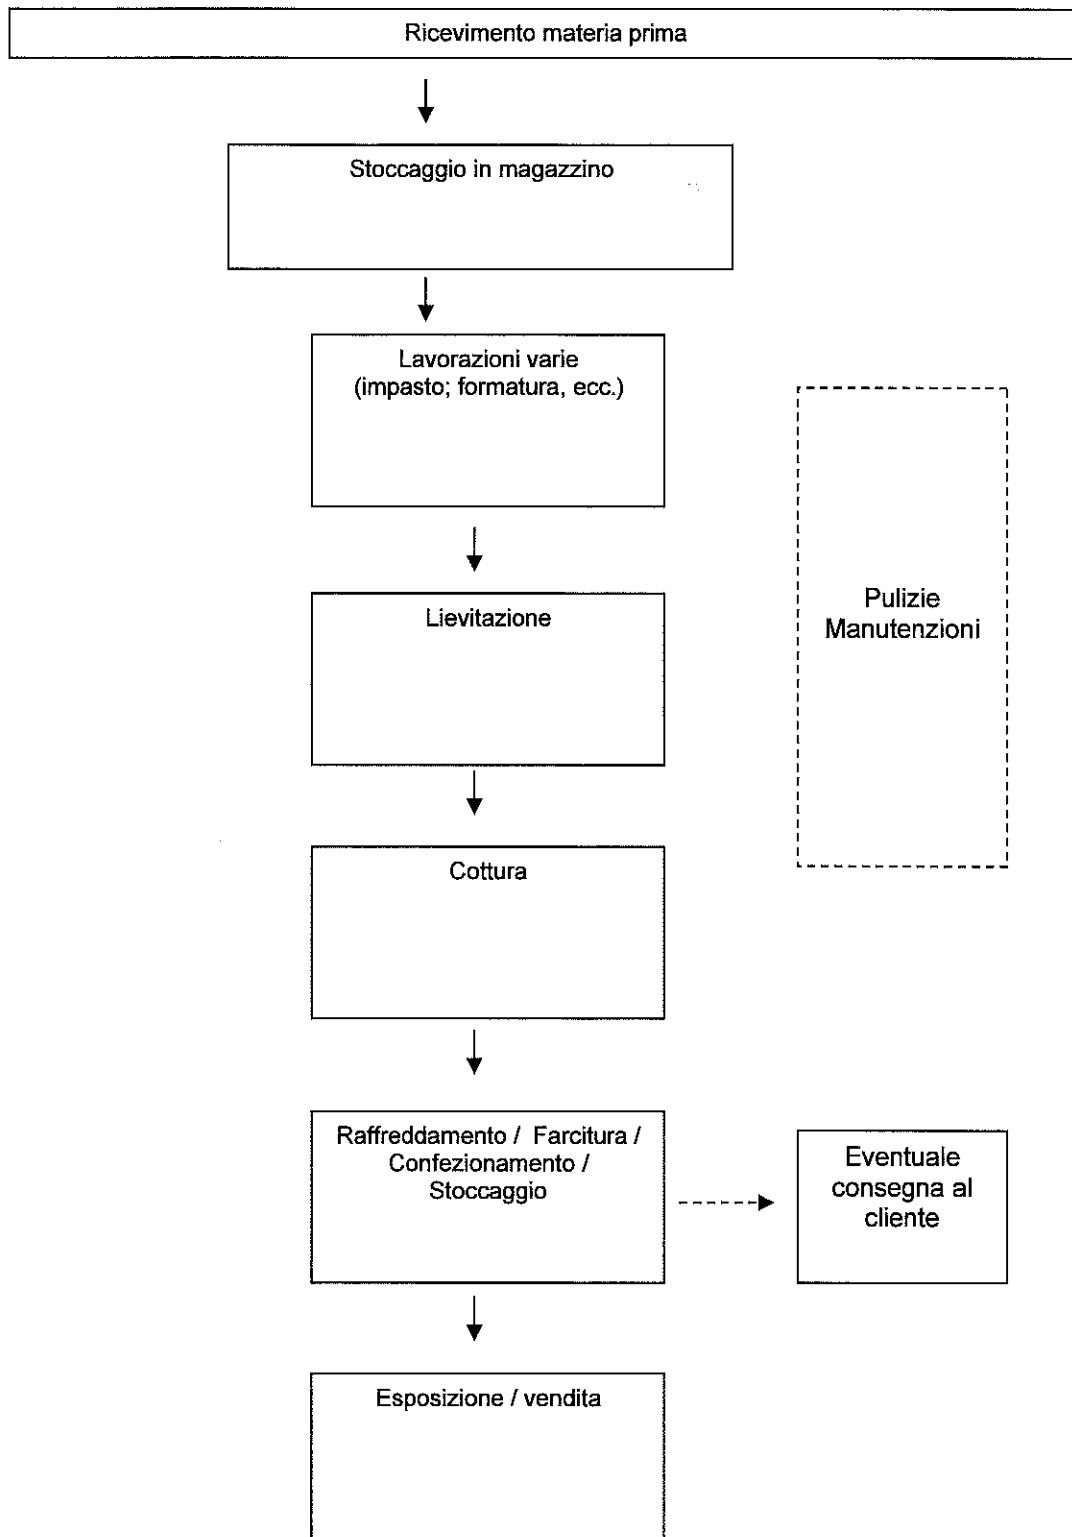 Ricevimento materia prima
Stoccaggio in magazzino
Lavorazioni varie
(impasto; formatura, ecc.)
Lievitazione
Pulizie
Manutenzioni
Cottura
Raffreddamento / Farcitura /
Confezionamento /
Stoccaggio
Eventuale
consegna al
cliente
Esposizione / vendita